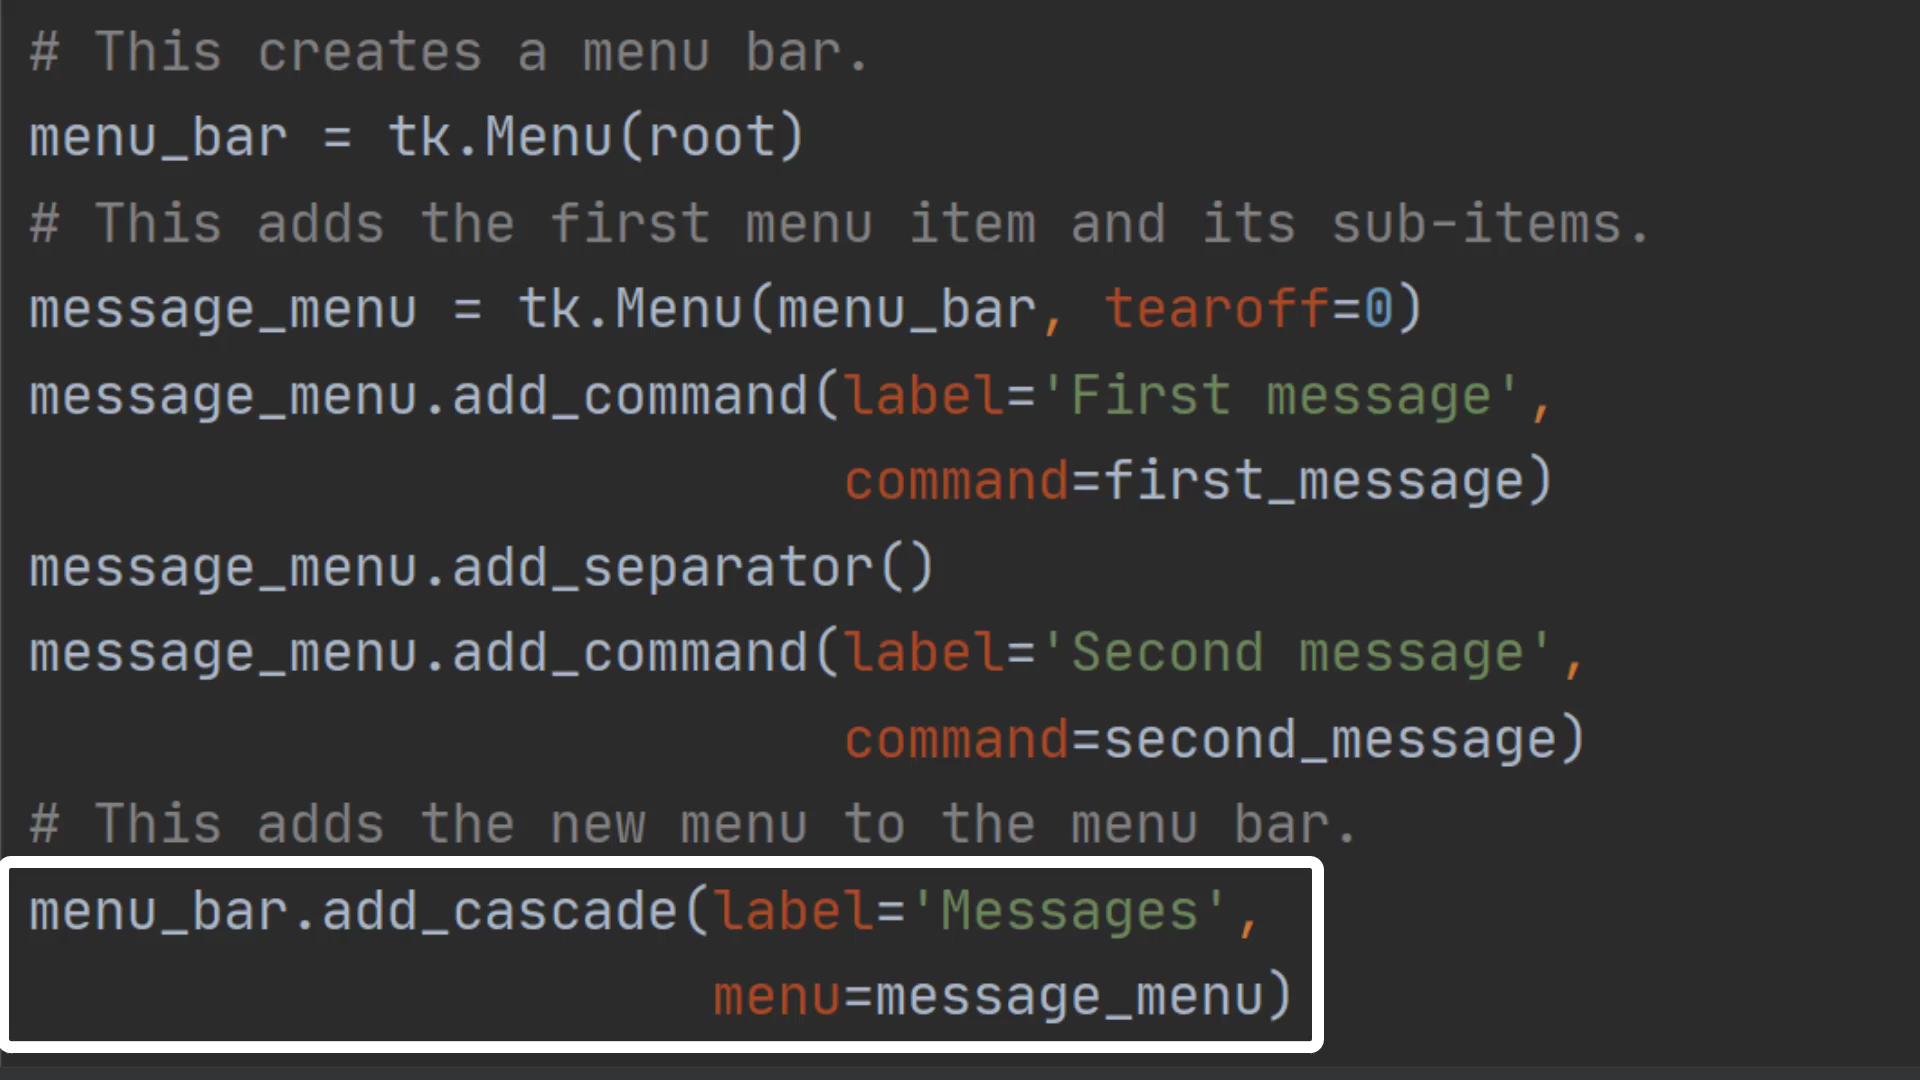 # This creates a menu bar.
menu_bar = tk.Menu(root)
# This adds the first menu item and its sub-items.
message_menu = tk.Menu(menu_bar, tearoff=0)
message_menu.add_command(label='First message',
                         command=first_message)
message_menu.add_separator()
message_menu.add_command(label='Second message',
                         command=second_message)
# This adds the new menu to the menu bar.
menu_bar.add_cascade(label='Messages',
                     menu=message_menu)